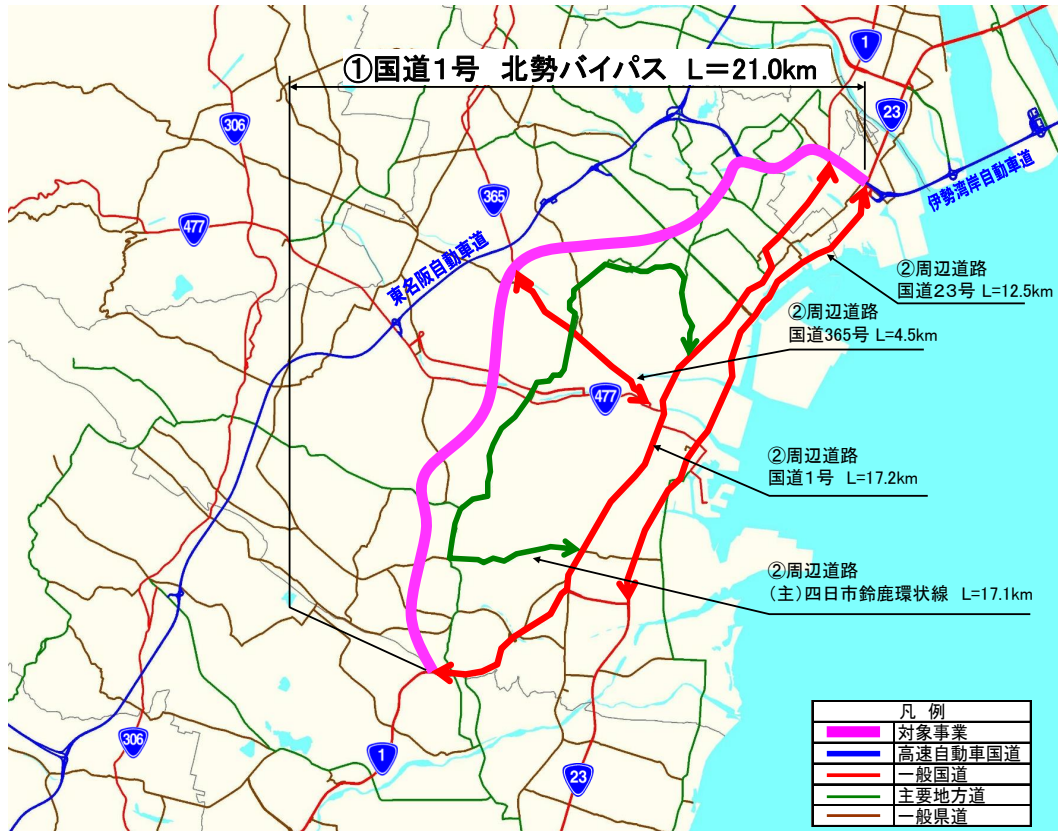 ①国道1号 北勢バイパス L=21.0km
1
23
306
365
477
伊勢湾岸自動車道
東名阪自動車道
②周辺道路
国道23号 L=12.5km
②周辺道路
国道365号 L=4.5km
477
②周辺道路
国道1号 L=17.2km
②周辺道路
(主)四日市鈴鹿環状線 L=17.1km
306
1
23
凡 例
対象事業
高速自動車国道
一般国道
主要地方道
一般県道